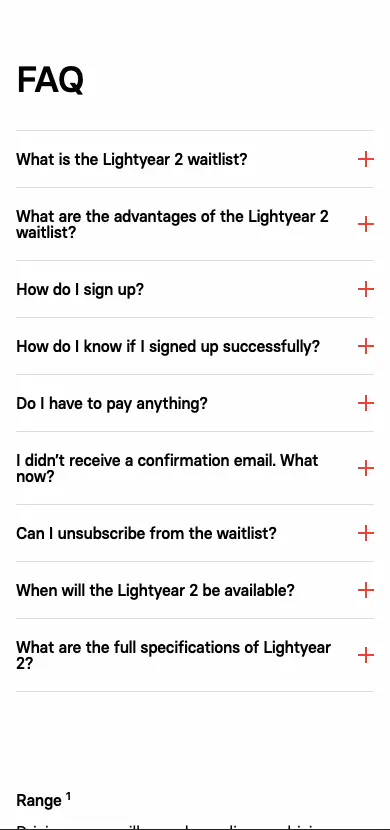 FAQ
What is the Lightyear 2 waitlist?
What are the advantages of the Lightyear 2
waitlist?
How do I sign up?
How do I know if I signed up successfully?
Do I have to pay anything?
I didn’t receive a confirmation email. What
now?
Can I unsubscribe from the waitlist?
When will the Lightyear 2 be available?
What are the full specifications of Lightyear
2?
Range ¹